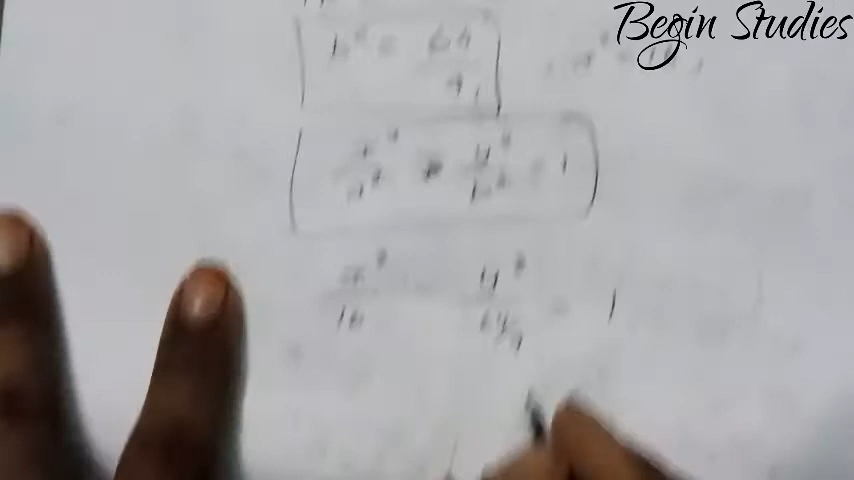 Begin Studies
b² = 64
9
x²/a² - y²/b² = 1
x²/16 - y²/64/9 = 1